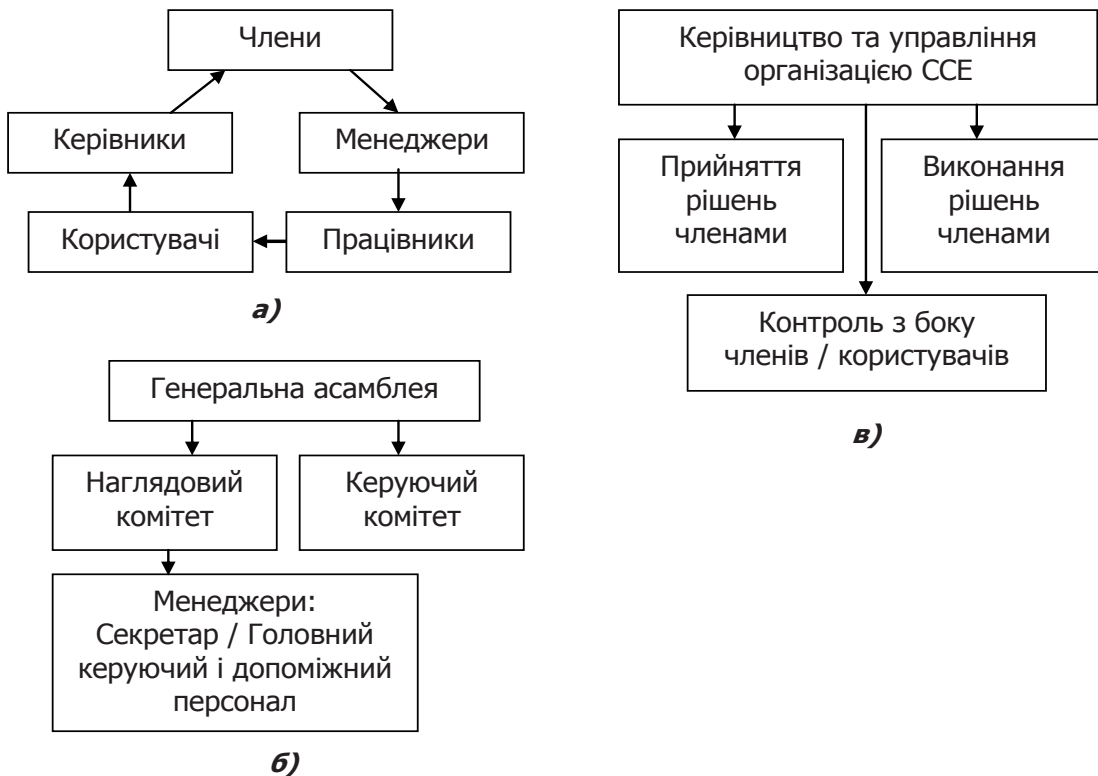 Члени
Керівники
Менеджери
Користувачі
Працівники
а)
Генеральна асамблея
Наглядовий
комітет
Керуючий
комітет
Менеджери:
Секретар / Головний
керуючий і допоміжний
персонал
б)
Керівництво та управління
організацією ССЕ
Прийняття
рішень
членами
Виконання
рішень
членами
Контроль з боку
членів / користувачів
в)